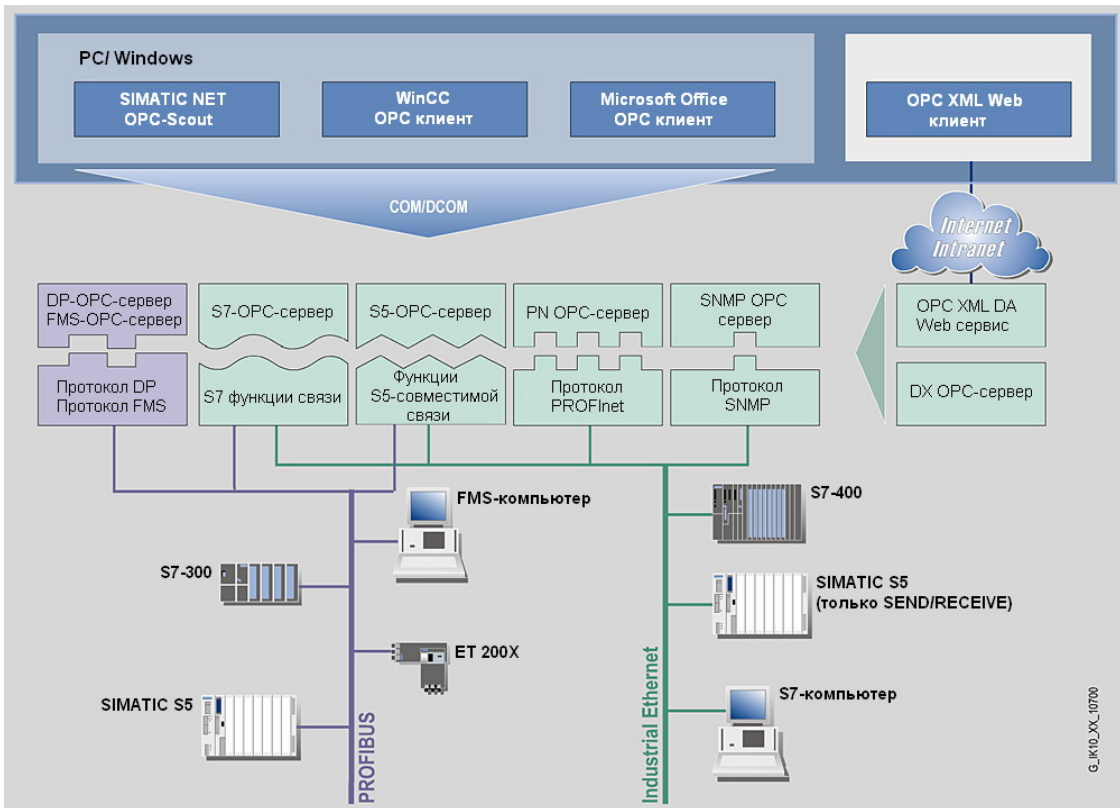 PC/ Windows
SIMATIC NET
OPC-Scout
WinCC
OPC клиент
Microsoft Office
OPC клиент
OPC XML Web
клиент
COM/DCOM
Internet
Intranet
DP-OPC-сервер
FMS-OPC-сервер
S7-OPC-сервер
S5-OPC-сервер
PN OPC-сервер
SNMP OPC
сервер
OPC XML DA
Web сервис
Протокол DP
Протокол FMS
S7 функции связи
Функции
S5-совместимой
связи
Протокол
PROFInet
Протокол
SNMP
DX OPC-сервер
FMS-компьютер
S7-400
S7-300
SIMATIC S5
(только SEND/RECEIVE)
ET 200X
SIMATIC S5
S7-компьютер
PROFIBUS
Industrial Ethernet
G_IK10_XX_10700